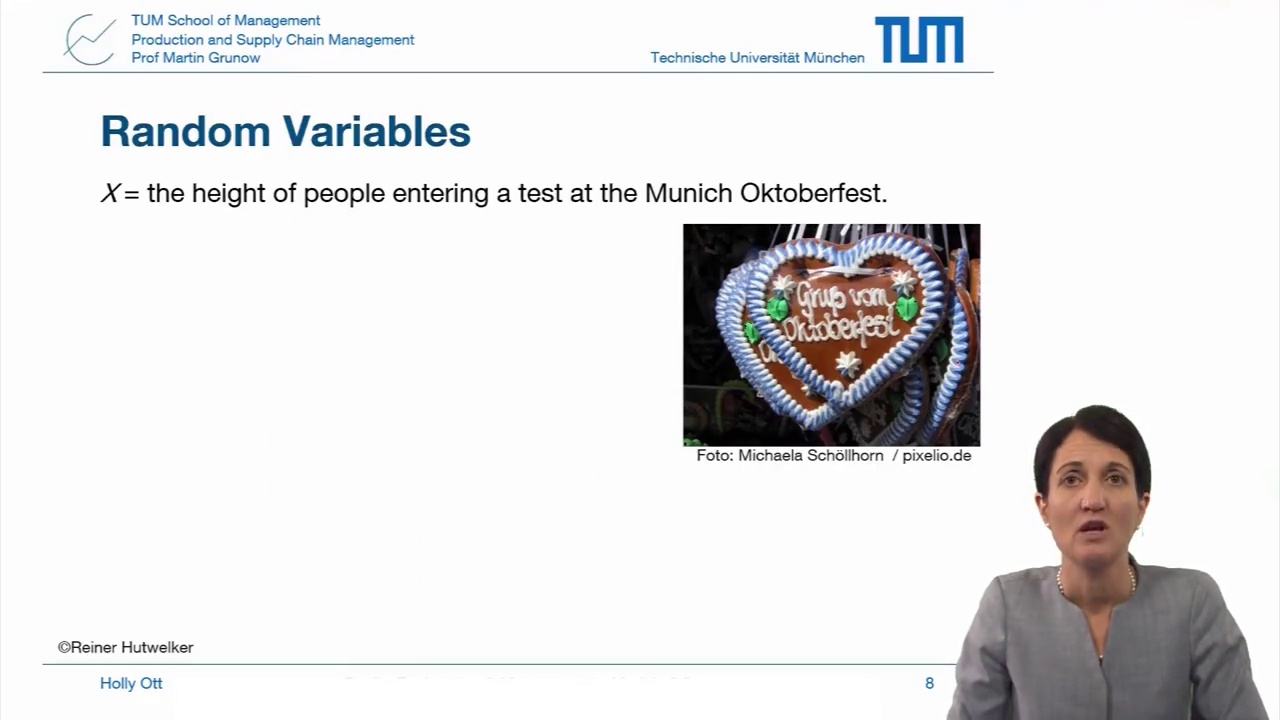 TUM School of Management
Production and Supply Chain Management
Prof Martin Grunow
Technische Universität München
TUM
Random Variables
X = the height of people entering a test at the Munich Oktoberfest.
Gruß vom
Oktoberfest
Foto: Michaela Schöllhorn / pixelio.de
©Reiner Hutwelker
Holly Ott
8